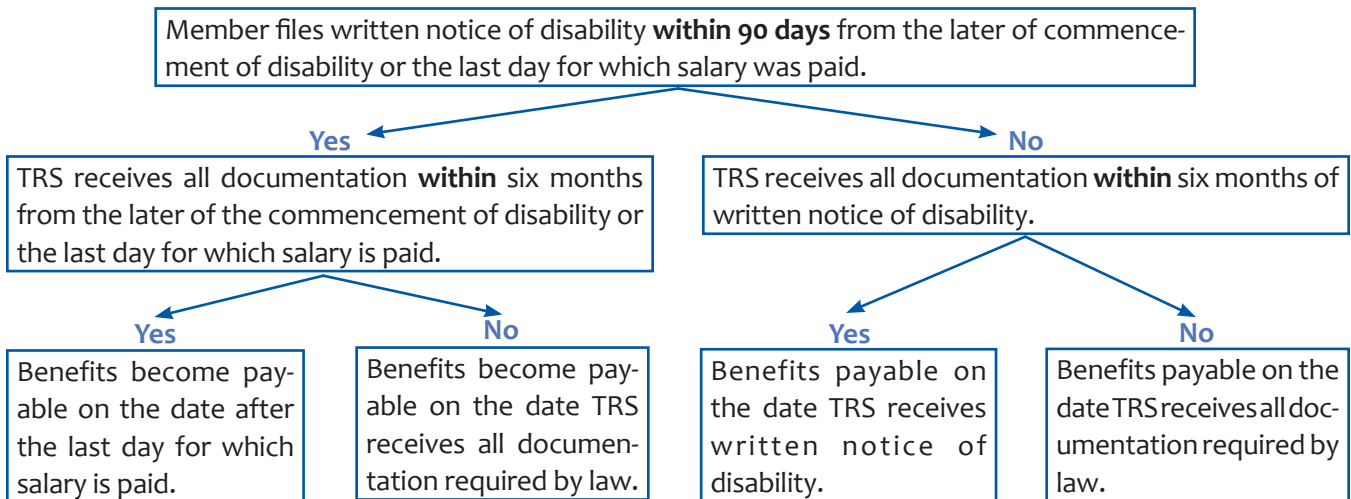 Member files written notice of disability within 90 days from the later of commence-
ment of disability or the last day for which salary was paid.
Yes
No
TRS receives all documentation within six months
from the later of the commencement of disability or
the last day for which salary is paid.
TRS receives all documentation within six months of
written notice of disability.
Yes
No
Yes
No
Benefits become pay-
able on the date after
the last day for which
salary is paid.
Benefits become pay-
able on the date TRS
receives all documen-
tation required by law.
Benefits payable on
the date TRS receives
written notice of
disability.
Benefits payable on the
date TRS receives all doc-
umentation required by
law.